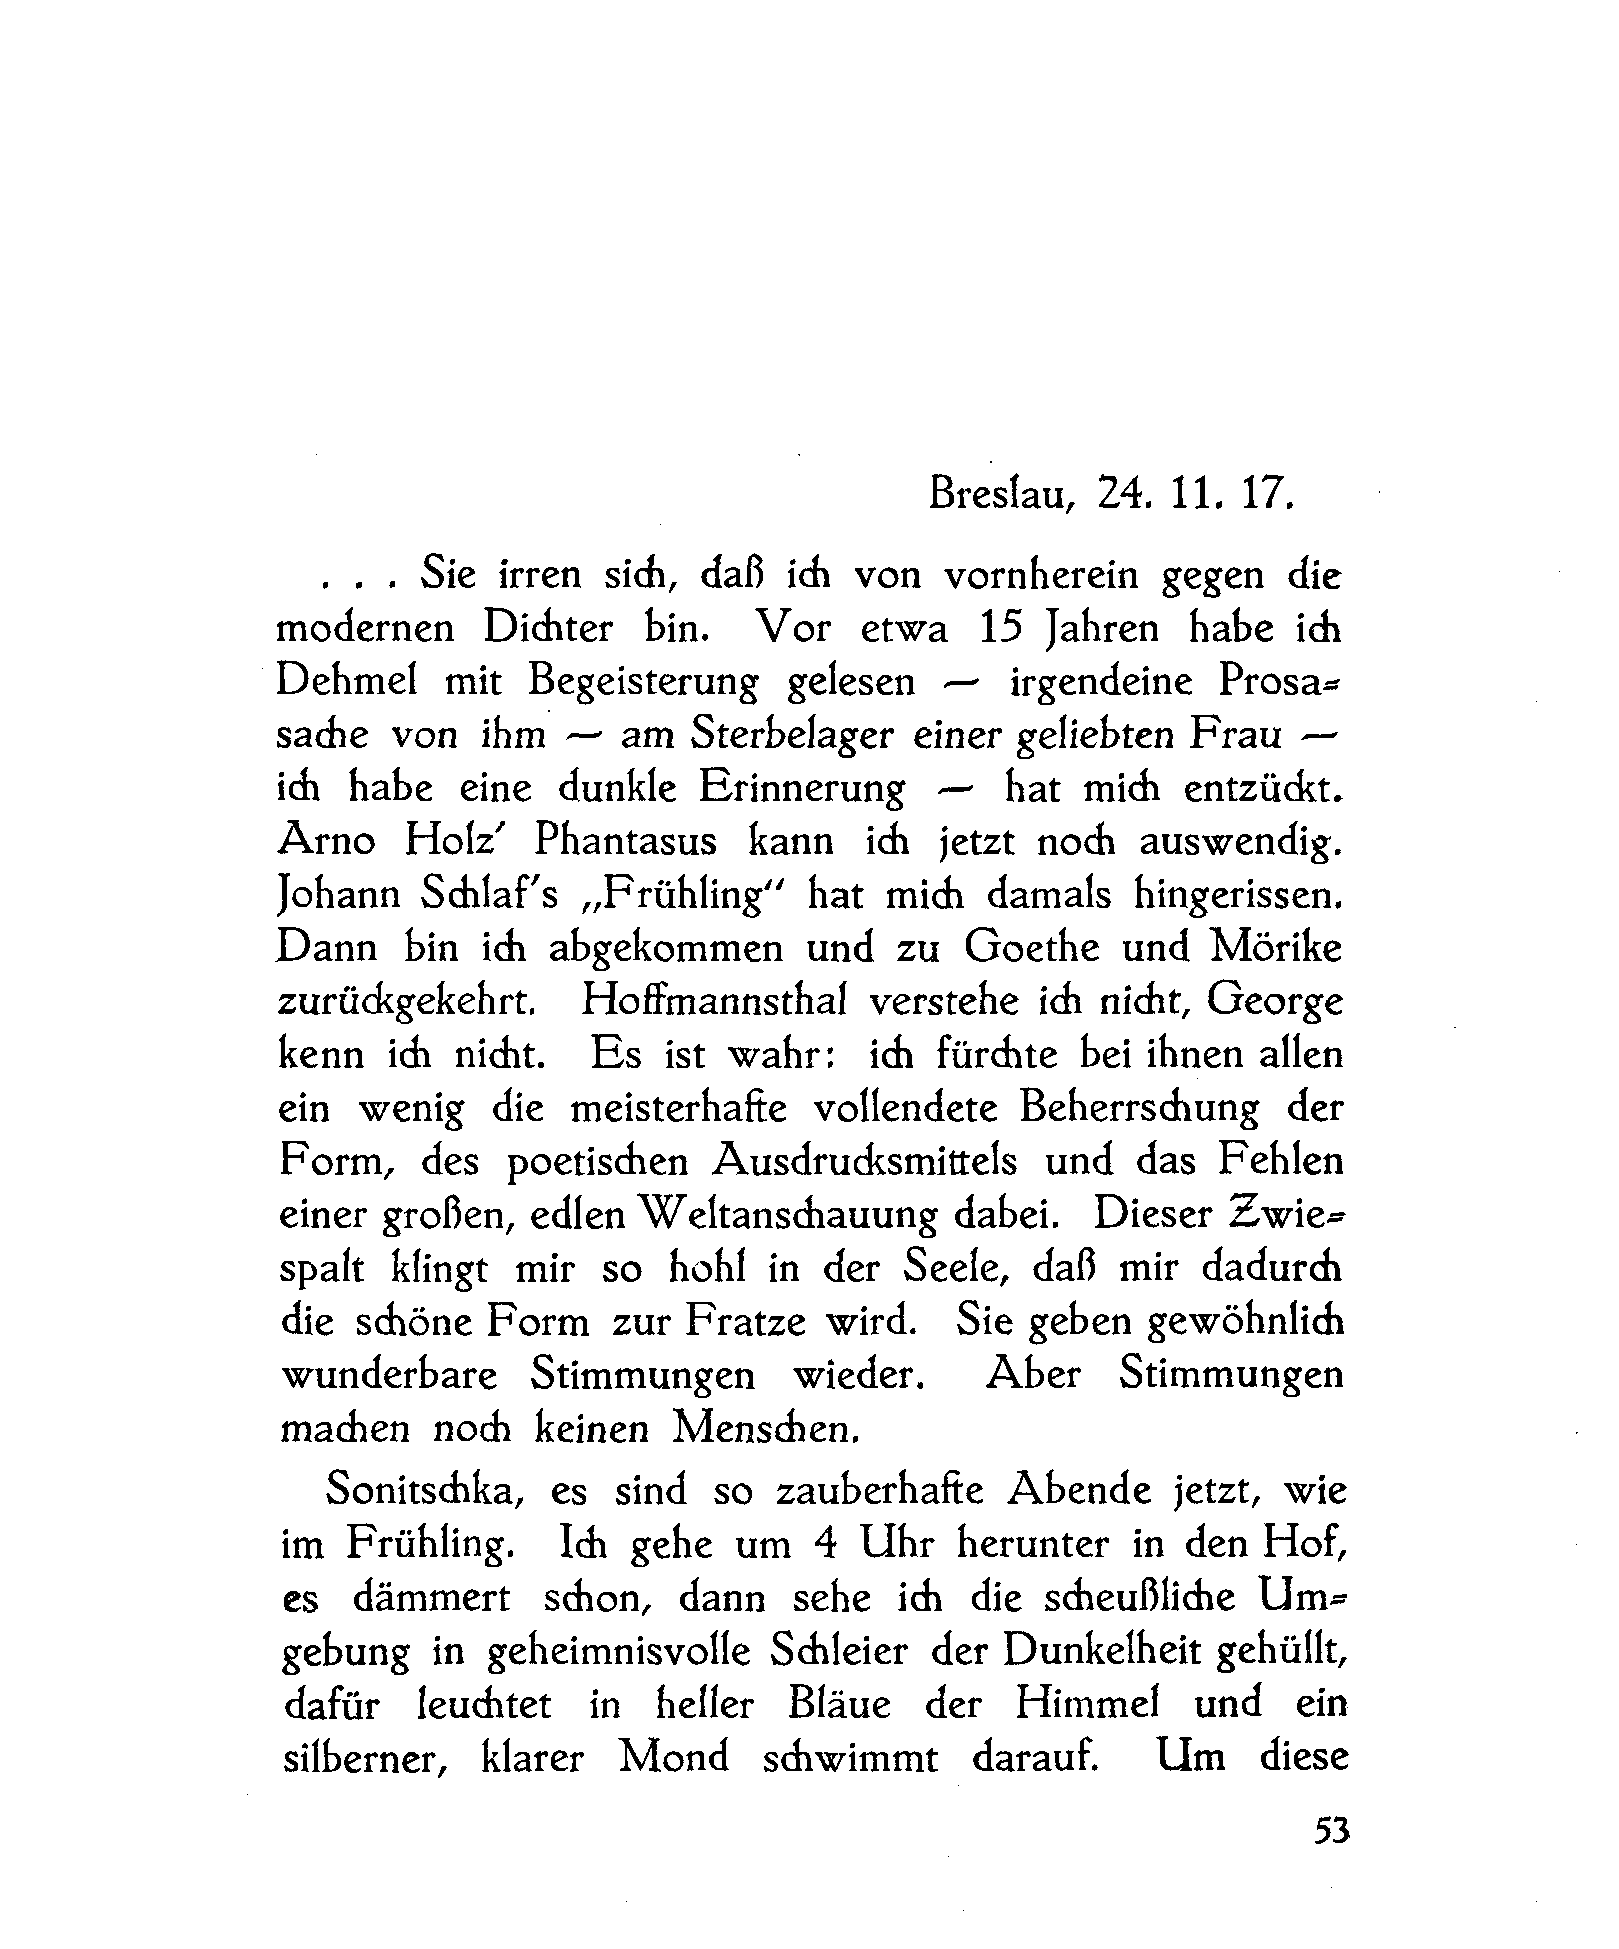 Breslau, 24. 11. 17.
. . . Sie irren sich, daß ich von vornherein gegen die
modernen Dichter bin. Vor etwa 15 Jahren habe ich
Dehmel mit Begeisterung gelesen — irgendeine Prosa=
sache von ihm — am Sterbelager einer geliebten Frau —
ich habe eine dunkle Erinnerung — hat mich entzückt.
Arno Holz' Phantasus kann ich jetzt noch auswendig.
Johann Schlaf's „Frühling" hat mich damals hingerissen.
Dann bin ich abgekommen und zu Goethe und Mörike
zurückgekehrt. Hoffmannsthal verstehe ich nicht, George
kenn ich nicht. Es ist wahr: ich fürchte bei ihnen allen
ein wenig die meisterhafte vollendete Beherrschung der
Form, des poetischen Ausdrucksmittels und das Fehlen
einer großen, edlen Weltanschauung dabei. Dieser Zwie=
spalt klingt mir so hohl in der Seele, daß mir dadurch
die schöne Form zur Fratze wird. Sie geben gewöhnlich
wunderbare Stimmungen wieder. Aber Stimmungen
machen noch keinen Menschen.
Sonitschka, es sind so zauberhafte Abende jetzt, wie
im Frühling. Ich gehe um 4 Uhr herunter in den Hof,
es dämmert schon, dann sehe ich die scheußliche Um=
gebung in geheimnisvolle Schleier der Dunkelheit gehüllt,
dafür leuchtet in heller Bläue der Himmel und ein
silberner, klarer Mond schwimmt darauf. Um diese
53